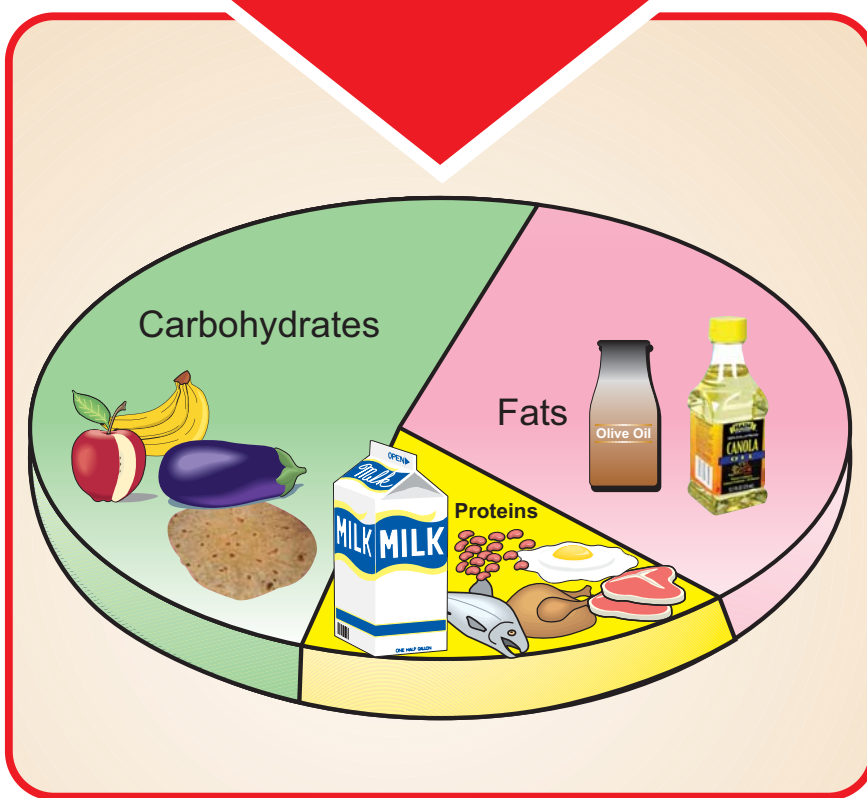 Carbohydrates
Fats
Olive Oil
CANOLA
OIL
Proteins
OPEN
Milk
MILK MILK
ONE HALF GALLON